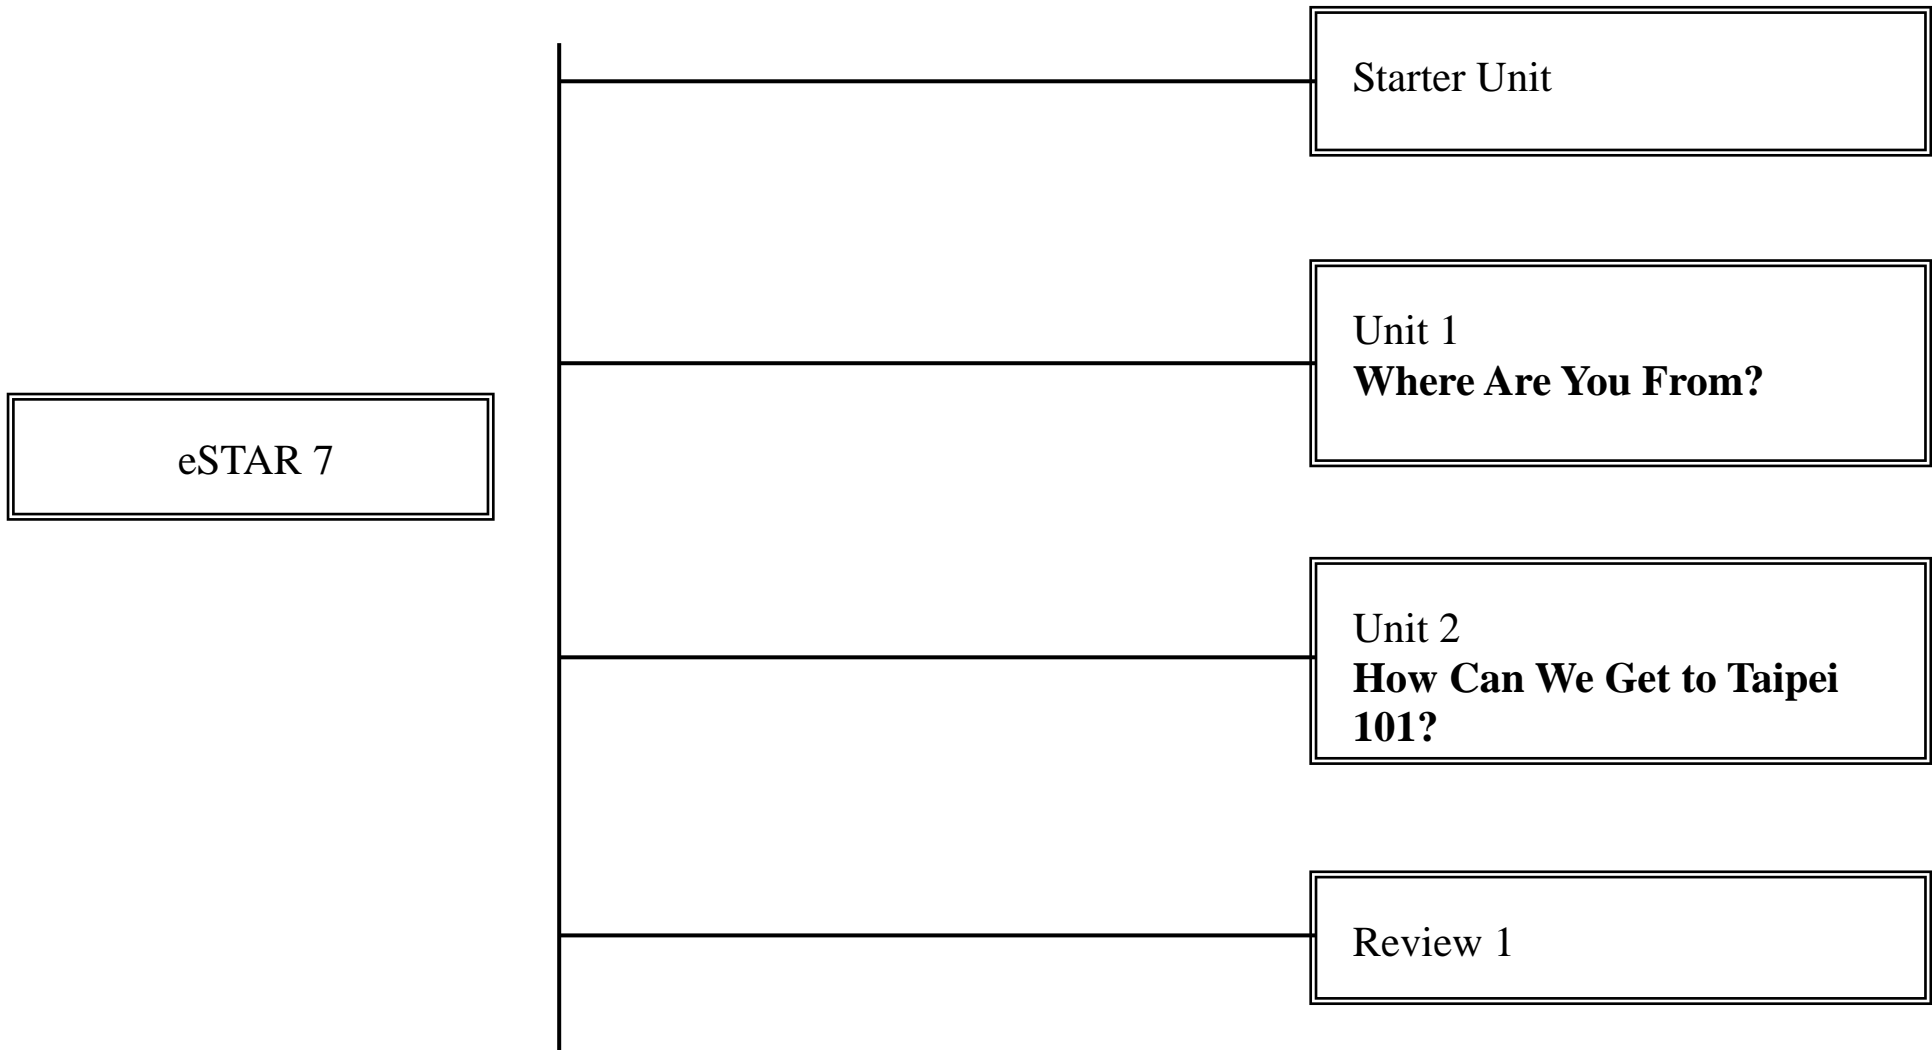 Starter Unit
Unit 1
Where Are You From?
eSTAR 7
Unit 2
How Can We Get to Taipei
101?
Review 1